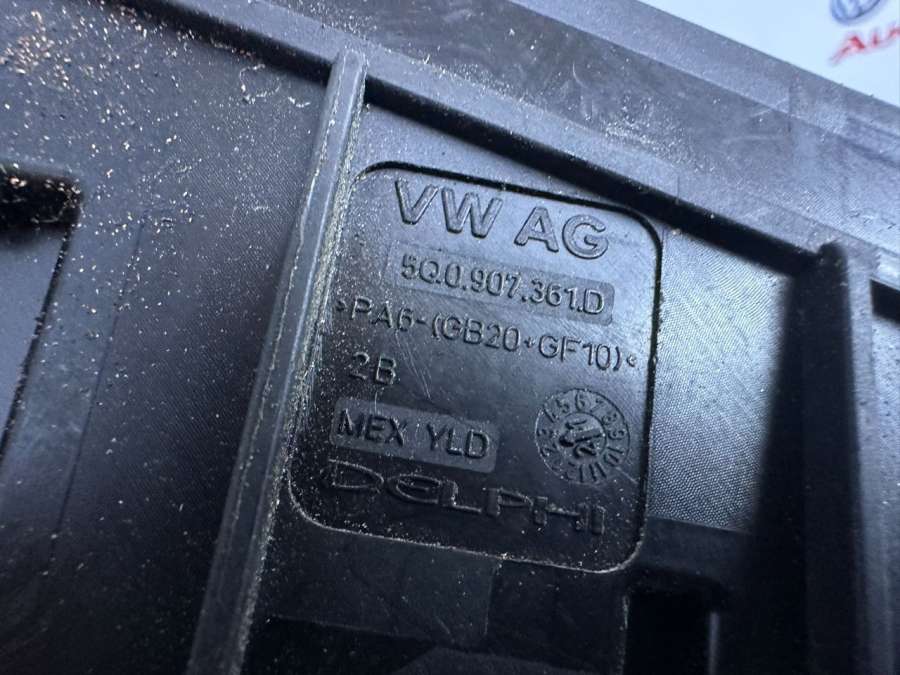 VW AG
5Q0.907.361.D
>PA6-(GB20+GF10)<
2B
MEX YLD
DELPHI